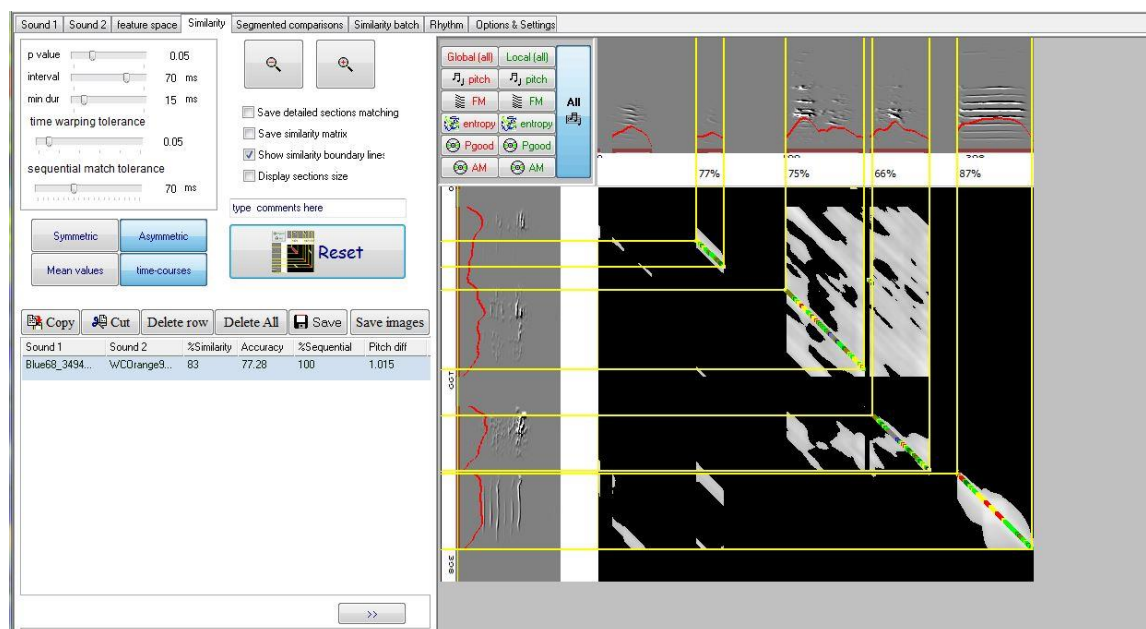 Sound 1 Sound 2 feature space Similarity Segmented comparisons Similarity batch Rhythm Options & Settings
p value 0.05
interval 70 ms
min dur 15 ms
time warping tolerance
0.05
sequential match tolerance
70 ms
Save detailed sections matching
Save similarity matrix
Show similarity boundary lines
Display sections size
type comments here
Symmetric Asymmetric
Mean values time-courses
Reset
Copy Cut Delete row Delete All Save Save images
Sound 1 Sound 2 %Similarity Accuracy %Sequential Pitch diff
Blue68_3494... WCOrange9... 83 77.28 100 1.015
>>
Global (all) Local (all)
pitch pitch
FM FM
entropy entropy
Pgood Pgood
AM AM
All
77% 75% 66% 87%
0